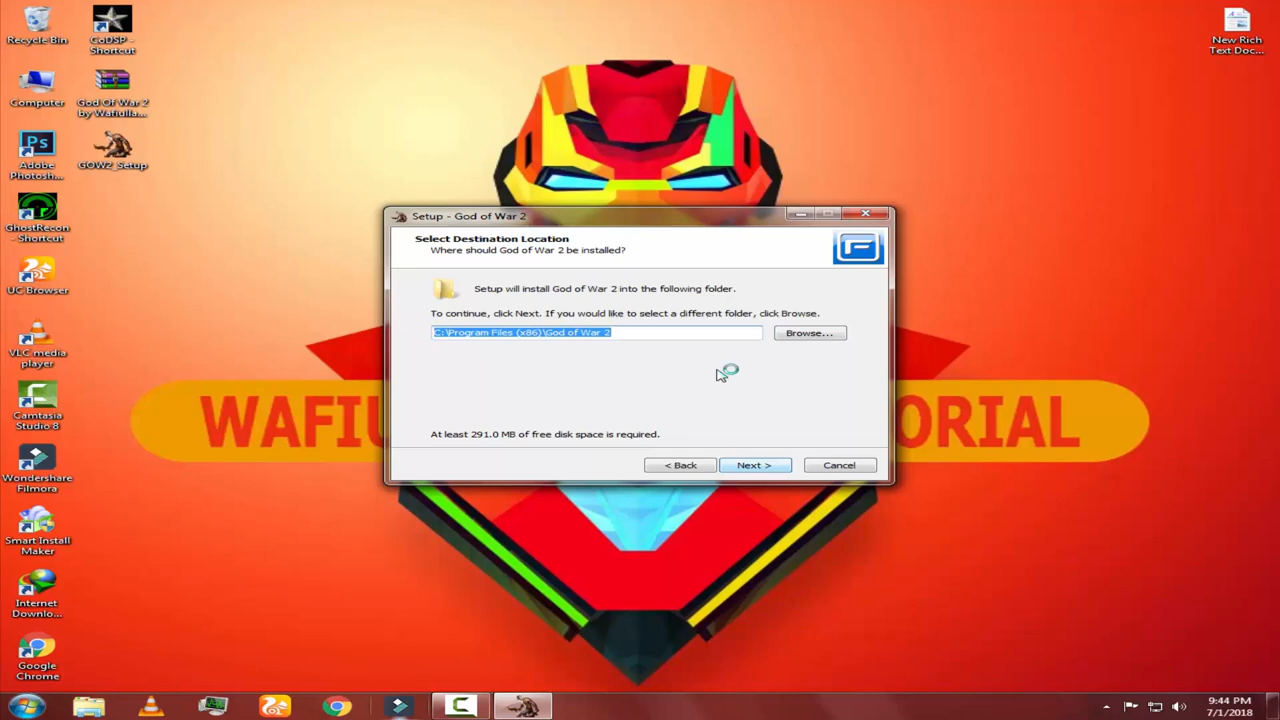 Recycle Bin
CoDSP -
Shortcut
New Rich
Text Doc...
Computer
God Of War 2
by Wafiulla...
Ps
Adobe
Photosh...
GOW2_Setup
GhostRecon
- Shortcut
UC Browser
VLC media
player
Camtasia
Studio 8
Wondershare
Filmora
Smart Install
Maker
Internet
Downlo...
Google
Chrome
WAFIU
ORIAL
Setup - God of War 2
Select Destination Location
Where should God of War 2 be installed?
Setup will install God of War 2 into the following folder.
To continue, click Next. If you would like to select a different folder, click Browse.
C:\Program Files (x86)\God of War 2
Browse...
At least 291.0 MB of free disk space is required.
< Back
Next >
Cancel
9:44 PM
7/1/2018